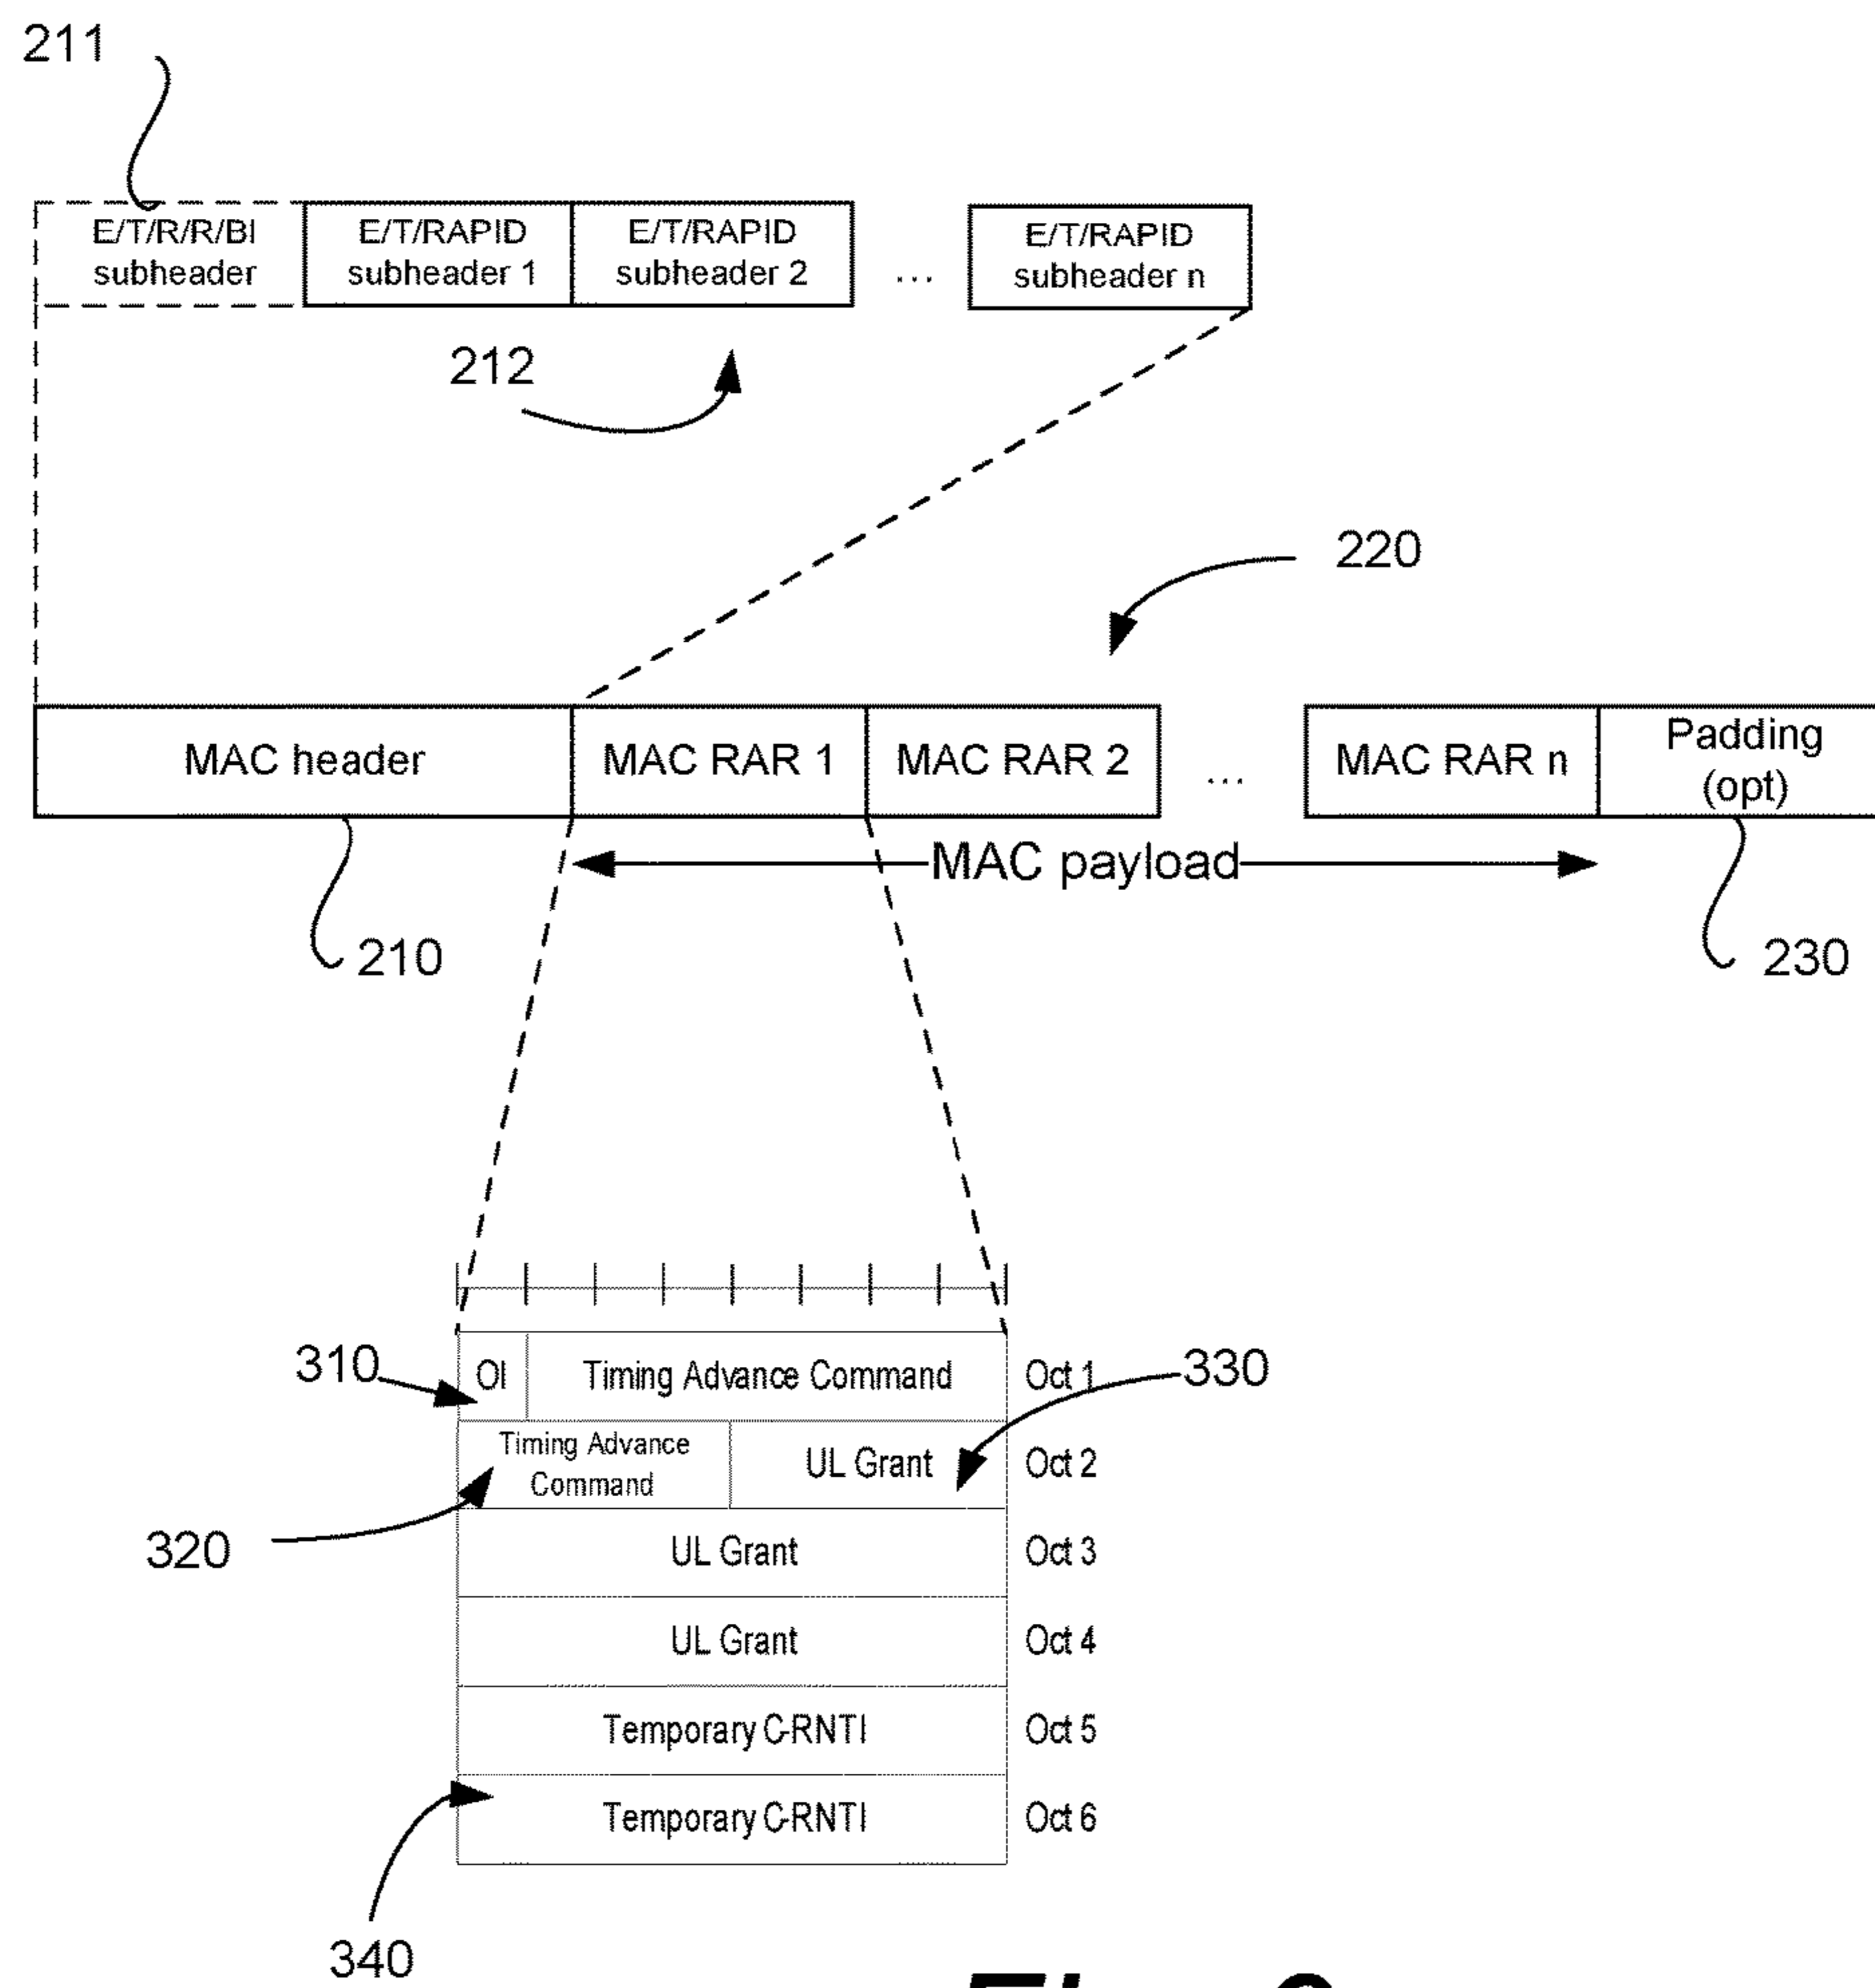 211
E/T/R/R/BI
subheader
E/T/RAPID
subheader 1
E/T/RAPID
subheader 2
...
E/T/RAPID
subheader n
212
220
MAC header
MAC RAR 1
MAC RAR 2
...
MAC RAR n
Padding
(opt)
MAC payload
210
230
310
OI
Timing Advance Command
Oct 1
330
Timing Advance
Command
UL Grant
Oct 2
320
UL Grant
Oct 3
UL Grant
Oct 4
Temporary C-RNTI
Oct 5
Temporary C-RNTI
Oct 6
340